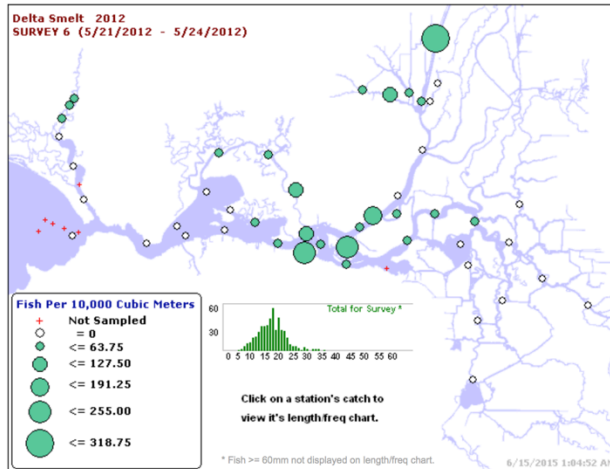 Delta Smelt 2012
SURVEY 6 (5/21/2012 - 5/24/2012)
Fish Per 10,000 Cubic Meters
+ Not Sampled
= 0
<= 63.75
<= 127.50
<= 191.25
<= 255.00
<= 318.75
Total for Survey *
60
30
0 5 10 15 20 25 30 35 40 45 50 55 60
Click on a station's catch to
view it's length/freq chart.
* Fish >= 60mm not displayed on length/freq chart.
6/15/2015 1:04:52 A